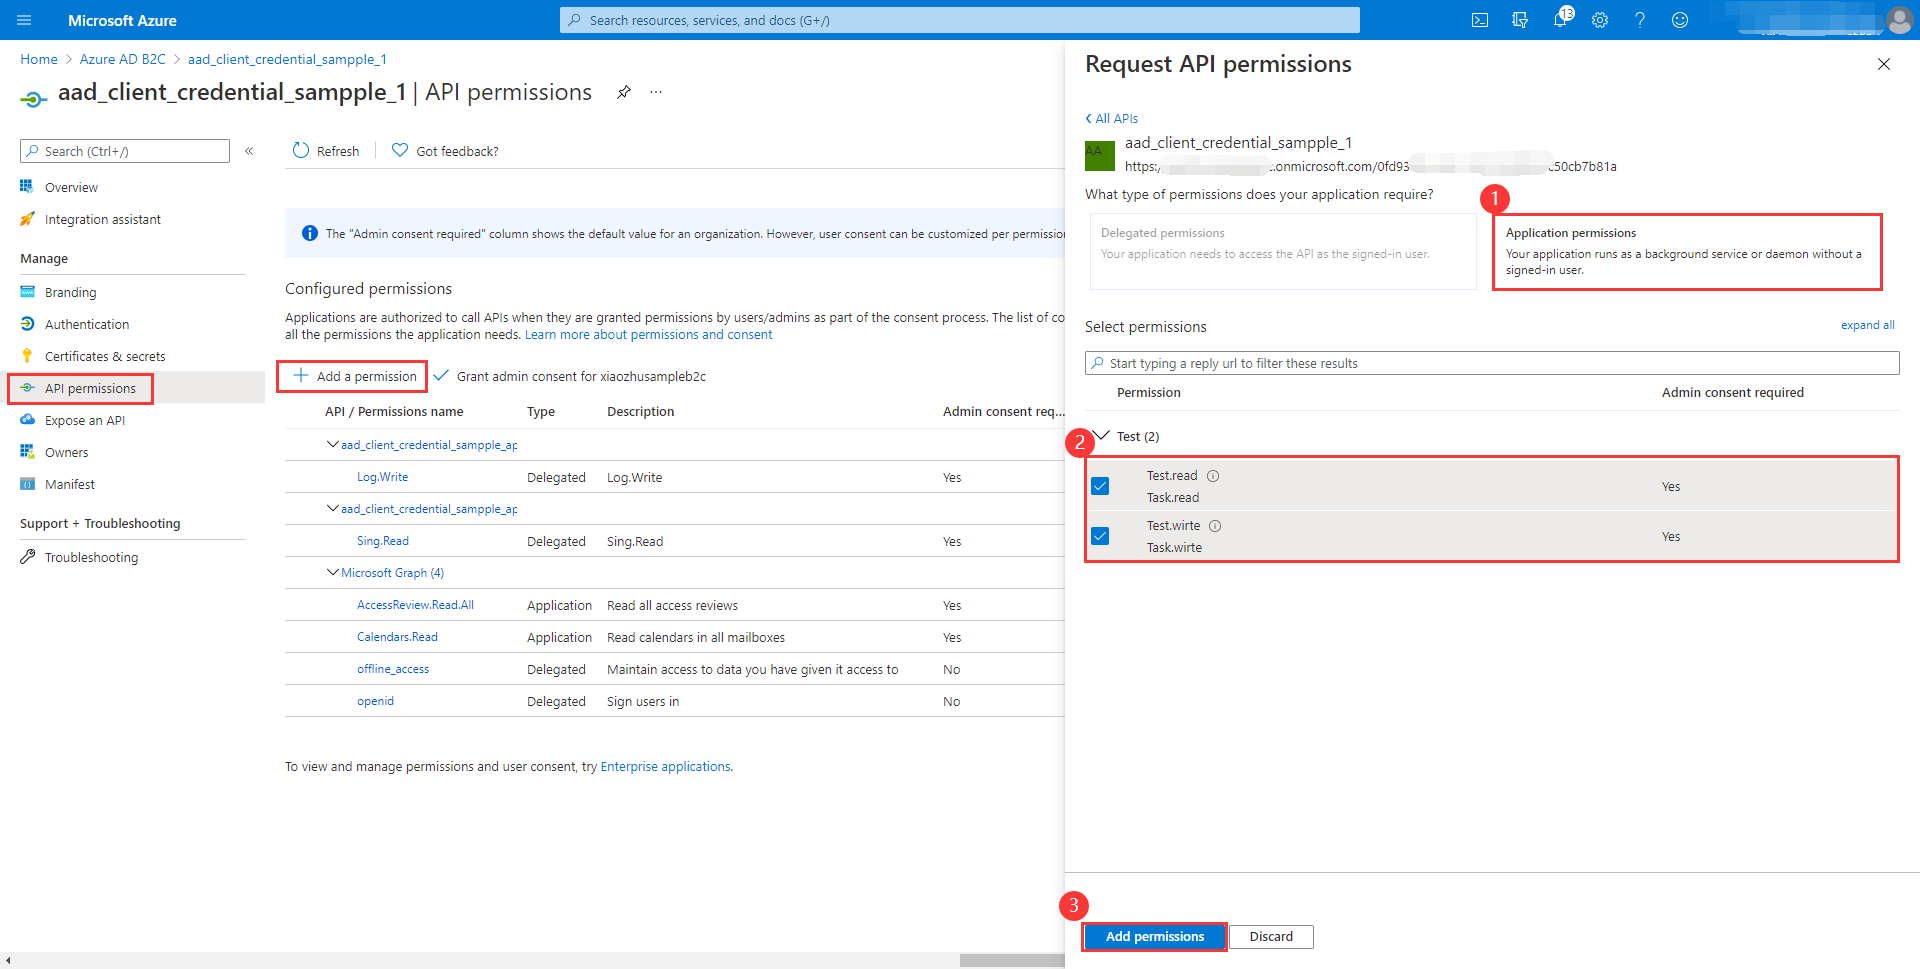 Microsoft Azure
Search resources, services, and docs (G+/)
13
Home > Azure AD B2C > aad_client_credential_sampple_1
aad_client_credential_sampple_1 | API permissions
Search (Ctrl+/)
Overview
Integration assistant
Manage
Branding
Authentication
Certificates & secrets
API permissions
Expose an API
Owners
Manifest
Support + Troubleshooting
Troubleshooting
Refresh
Got feedback?
The "Admin consent required" column shows the default value for an organization. However, user consent can be customized per permission
Configured permissions
Applications are authorized to call APIs when they are granted permissions by users/admins as part of the consent process. The list of co
all the permissions the application needs. Learn more about permissions and consent
Add a permission
Grant admin consent for xiaozhusampleb2c
API / Permissions name Type Description Admin consent req...
aad_client_credential_sampple_ap
Log.Write Delegated Log.Write Yes
aad_client_credential_sampple_ap
Sing.Read Delegated Sing.Read Yes
Microsoft Graph (4)
AccessReview.Read.All Application Read all access reviews Yes
Calendars.Read Application Read calendars in all mailboxes Yes
offline_access Delegated Maintain access to data you have given it access to No
openid Delegated Sign users in No
To view and manage permissions and user consent, try Enterprise applications.
Request API permissions
All APIs
AA
aad_client_credential_sampple_1
https:/ .onmicrosoft.com/0fd93 c50cb7b81a
What type of permissions does your application require?
1
Delegated permissions
Your application needs to access the API as the signed-in user.
Application permissions
Your application runs as a background service or daemon without a
signed-in user.
Select permissions
expand all
Start typing a reply url to filter these results
Permission Admin consent required
2
Test (2)
Test.read
Task.read
Yes
Test.wirte
Task.wirte
Yes
3
Add permissions
Discard